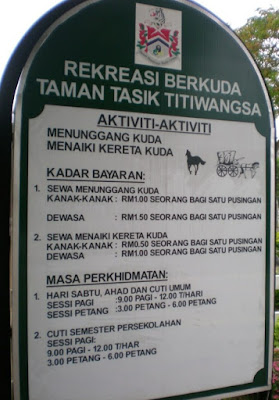 REKREASI BERKUDA
TAMAN TASIK TITIWANGSA
AKTIVITI-AKTIVITI
MENUNGGANG KUDA
MENAIKI KERETA KUDA
KADAR BAYARAN:
1. SEWA MENUNGGANG KUDA
KANAK-KANAK : RM1.00 SEORANG BAGI SATU PUSINGAN
DEWASA : RM1.50 SEORANG BAGI SATU PUSINGAN
2. SEWA MENAIKI KERETA KUDA
KANAK-KANAK : RM0.50 SEORANG BAGI SATU PUSINGAN
DEWASA : RM1.00 SEORANG BAGI SATU PUSINGAN
MASA PERKHIDMATAN:
1. HARI SABTU, AHAD DAN CUTI UMUM
SESSI PAGI : 9.00 PAGI - 12.00 T/HARI
SESSI PETANG : 3.00 PETANG - 6.00 PETANG
2. CUTI SEMESTER PERSEKOLAHAN
SESSI PAGI:
9.00 PAGI - 12.00 T/HAR
3.00 PETANG - 6.00 PETANG